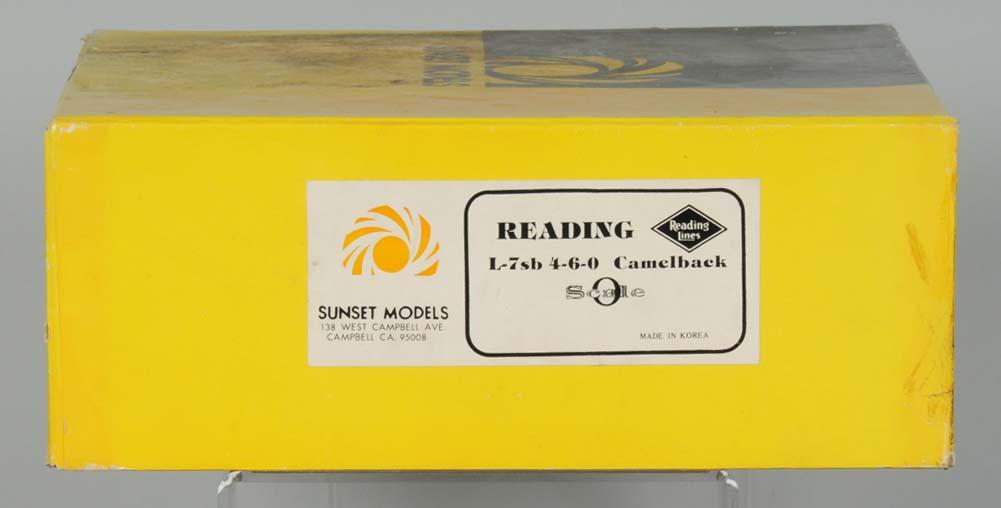 SUNSET MODELS
138 WEST CAMPBELL AVE.
CAMPBELL CA. 95008
READING
Reading
Lines
L-7sb 4-6-0 Camelback
O Scale
MADE IN KOREA